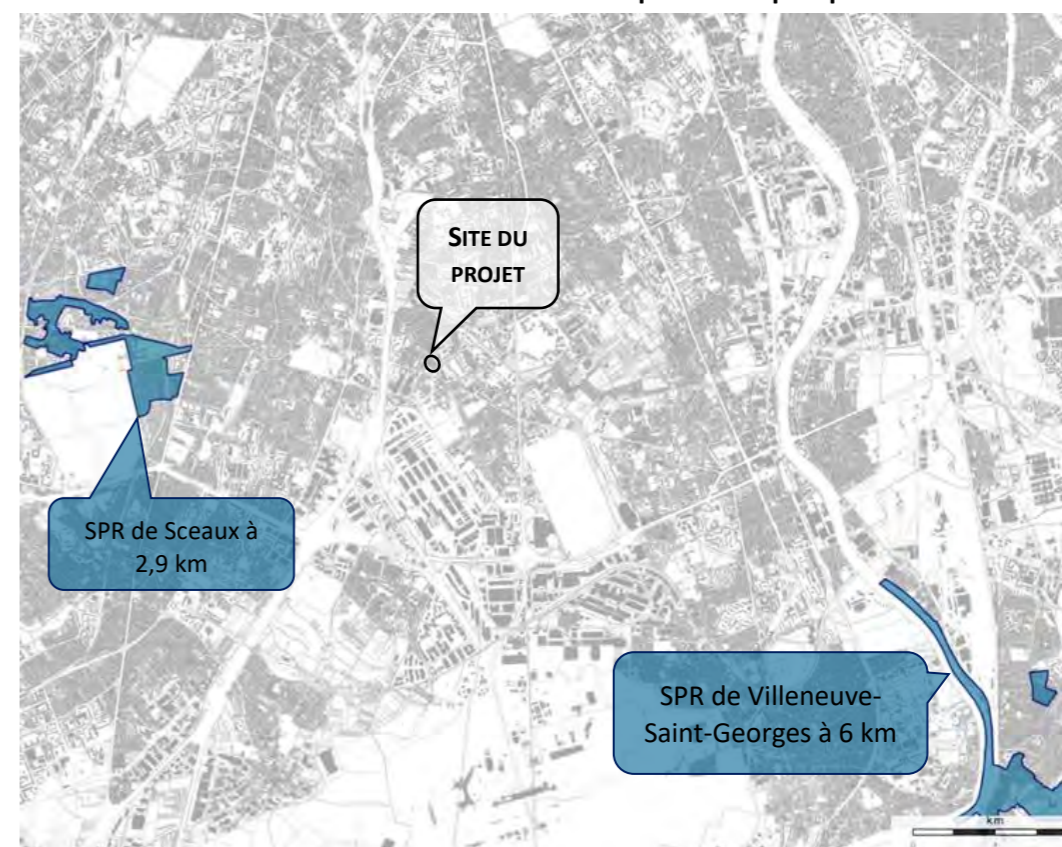 SITE DU
PROJET
SPR de Sceaux à
2,9 km
SPR de Villeneuve-
Saint-Georges à 6 km
km